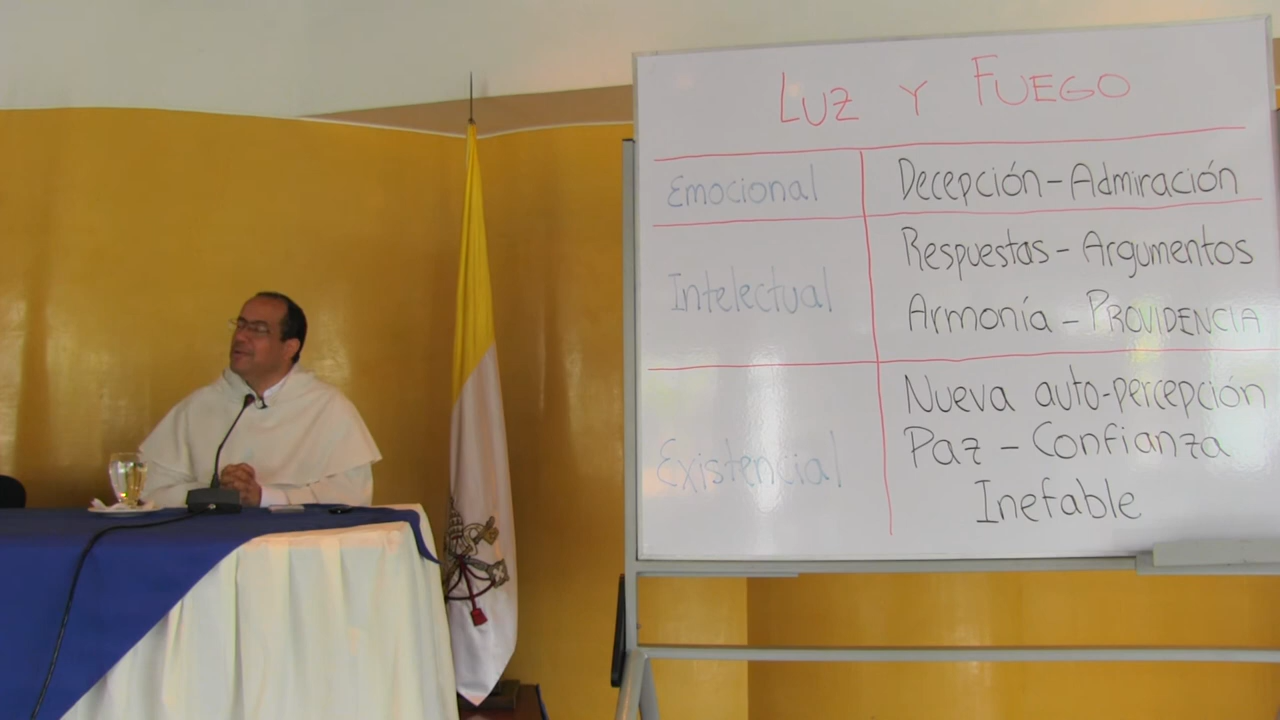 LUZ Y FUEGO
Emocional
Decepción - Admiración
Intelectual
Respuestas - Argumentos
Armonía - PROVIDENCIA
Existencial
Nueva auto-percepción
Paz - Confianza
Inefable